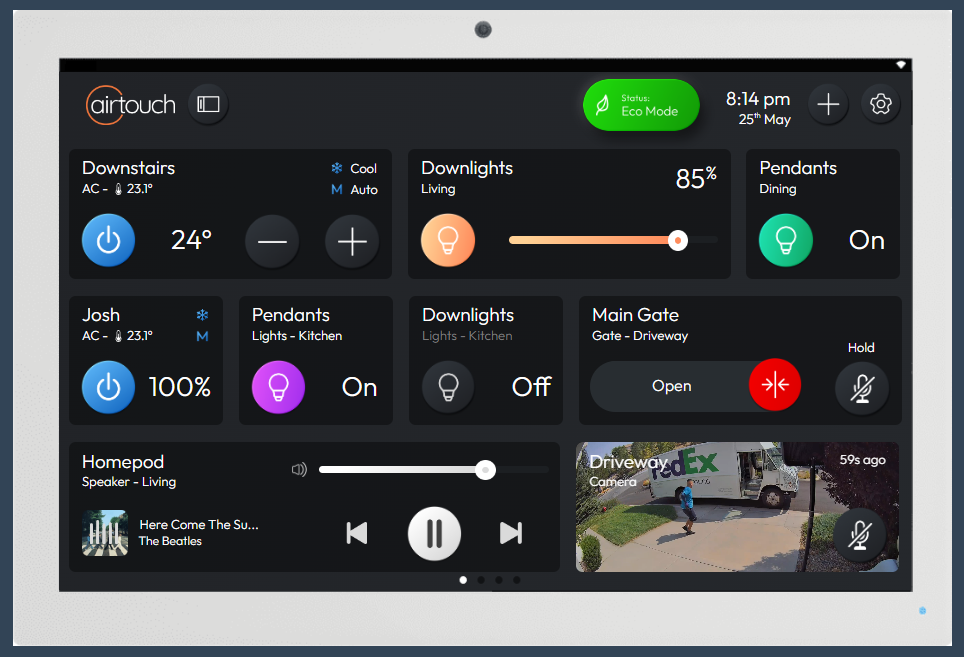 airtouch
Status:
Eco Mode
8:14 pm
25th May
Downstairs
AC - 23.1°
Cool
M Auto
24°
Downlights
Living
85%
Pendants
Dining
On
Josh
AC - 23.1°
M
100%
Pendants
Lights - Kitchen
On
Downlights
Lights - Kitchen
Off
Main Gate
Gate - Driveway
Open
Hold
Homepod
Speaker - Living
Here Come The Su...
The Beatles
Driveway
Camera
59s ago
FedEx